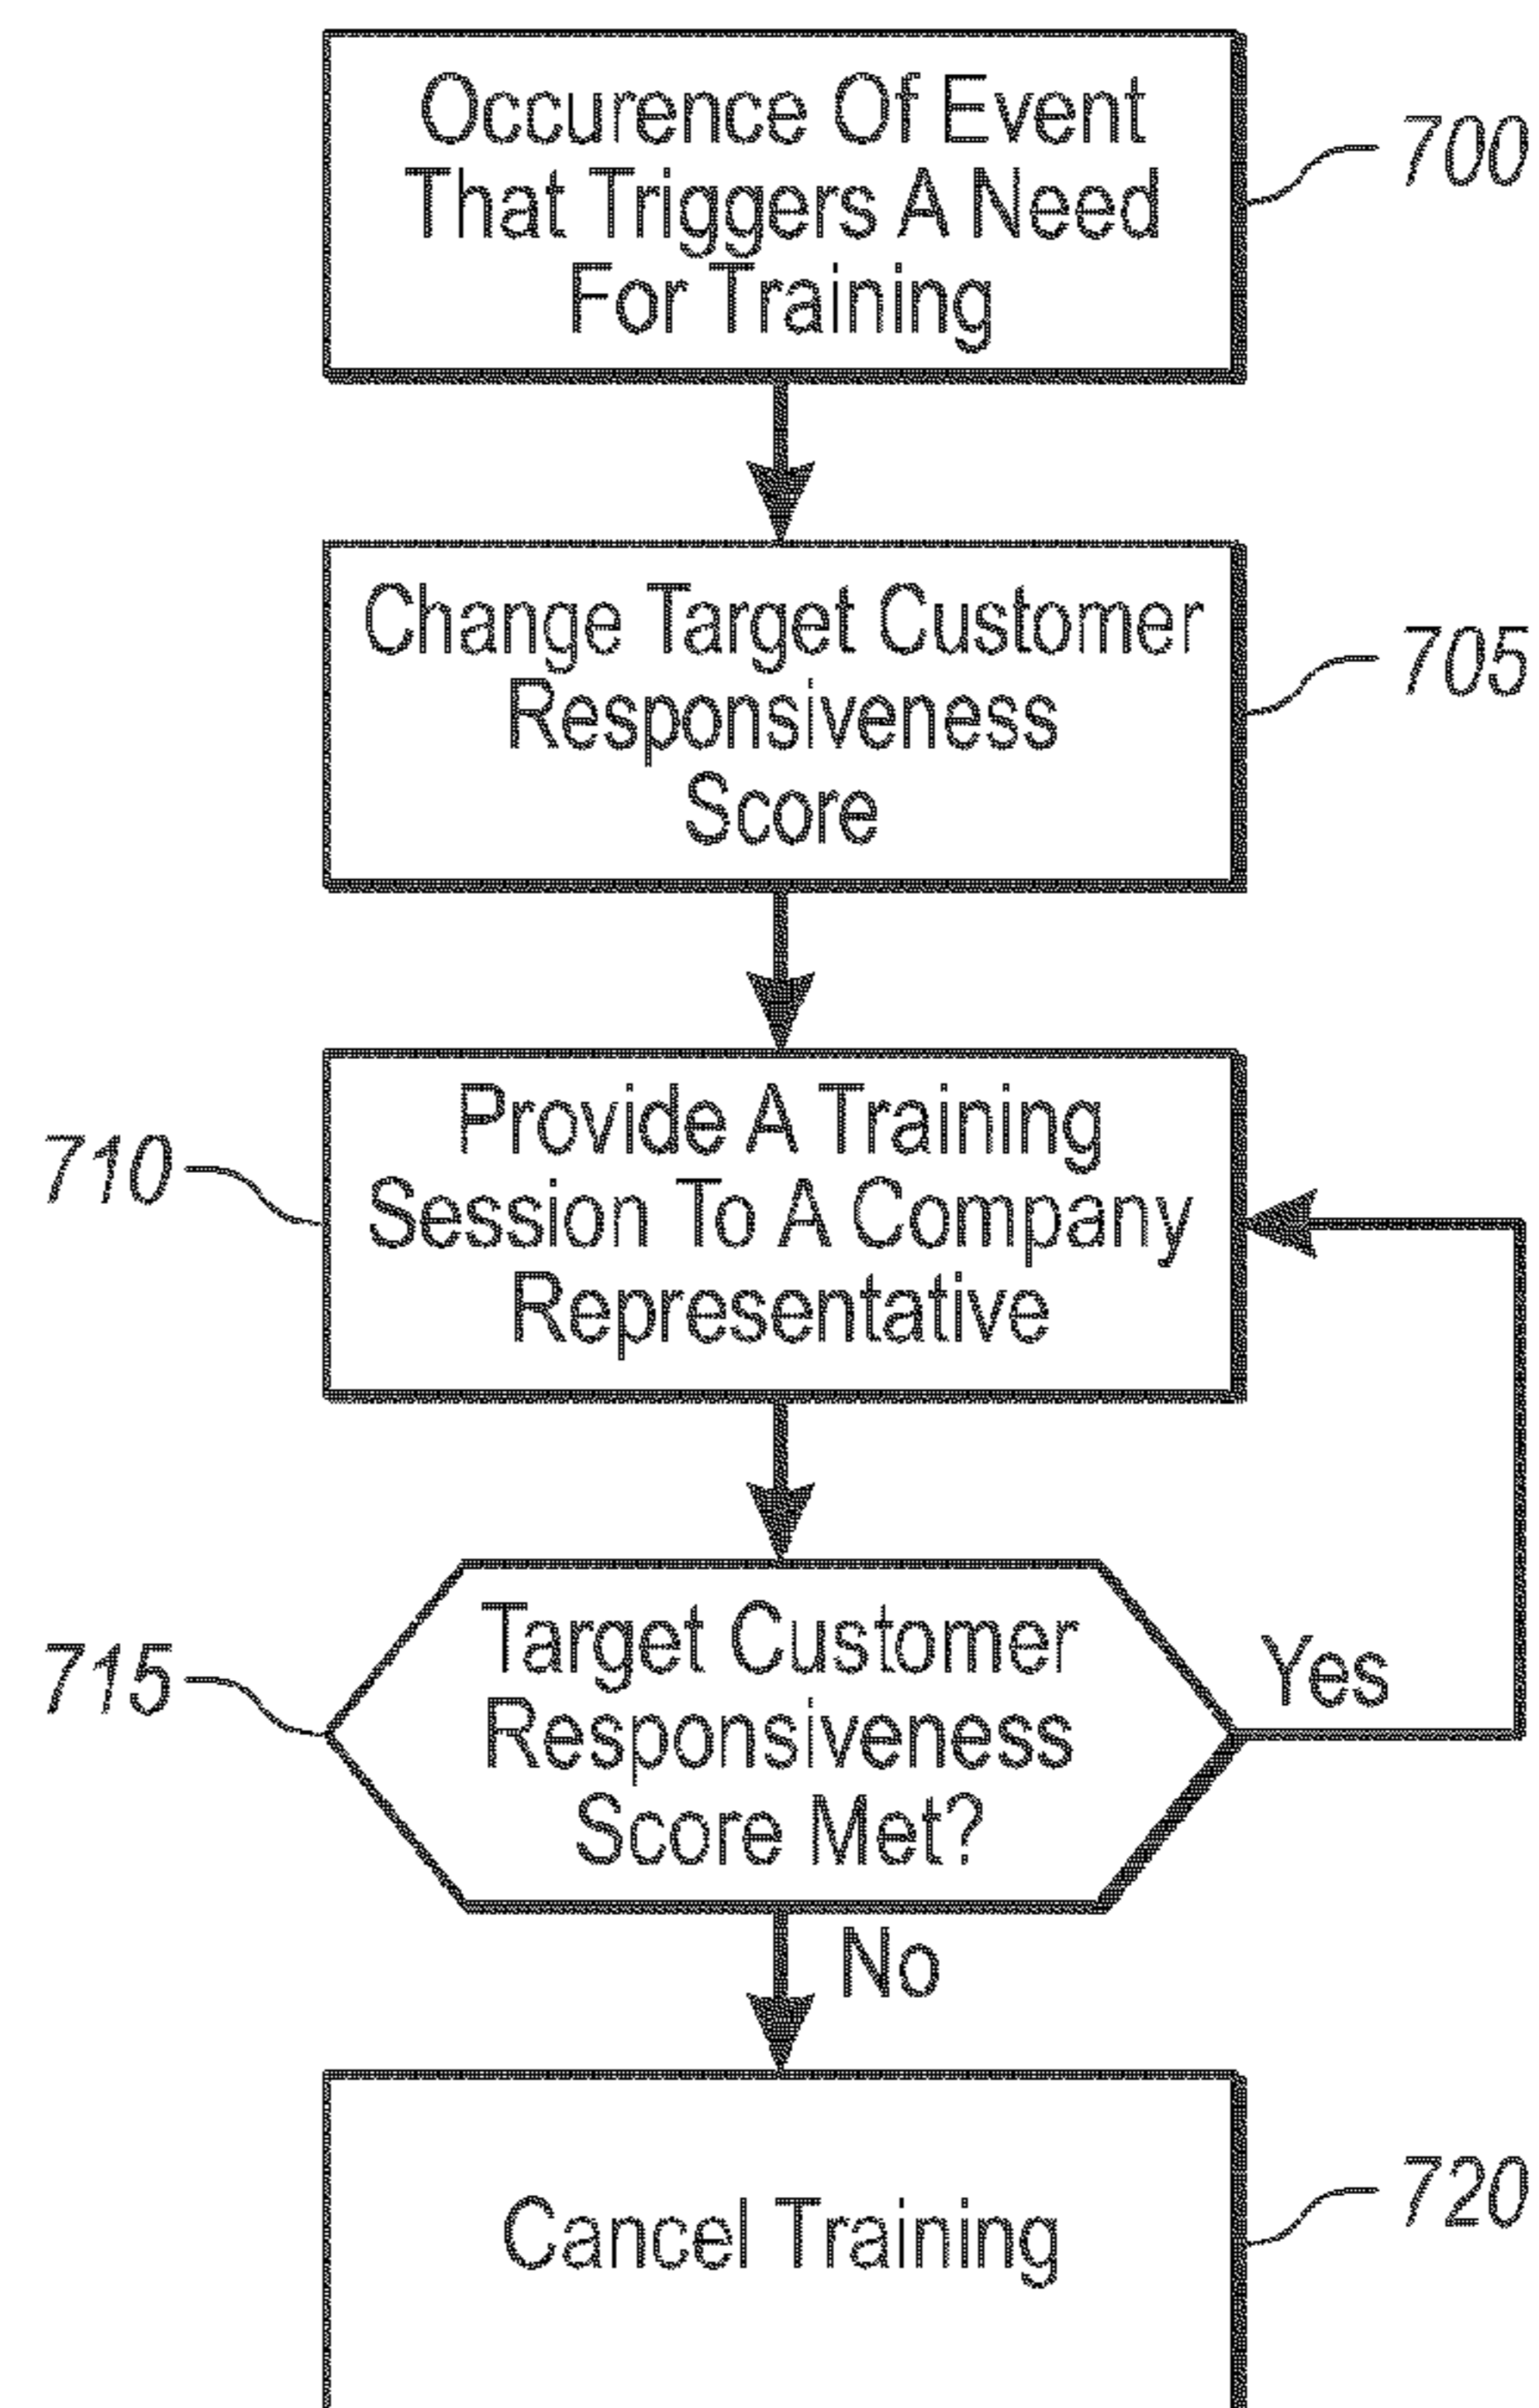 Occurence Of Event
That Triggers A Need
For Training
700
Change Target Customer
Responsiveness
Score
705
Provide A Training
Session To A Company
Representative
710
Target Customer
Responsiveness
Score Met?
715
Yes
No
Cancel Training
720